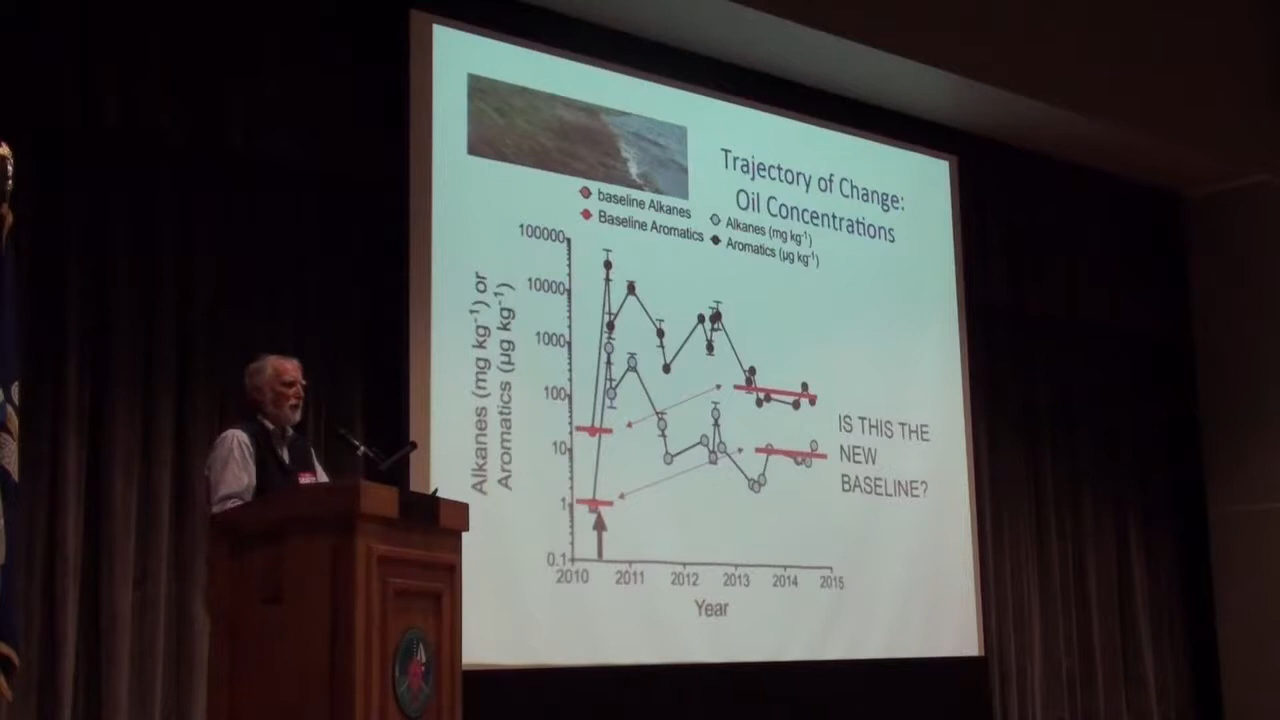 Trajectory of Change:
Oil Concentrations
baseline Alkanes
Baseline Aromatics
Alkanes (mg kg⁻¹)
Aromatics (µg kg⁻¹)
Alkanes (mg kg⁻¹) or
Aromatics (µg kg⁻¹)
100000
10000
1000
100
10
1
0.1
2010 2011 2012 2013 2014 2015
Year
IS THIS THE
NEW
BASELINE?